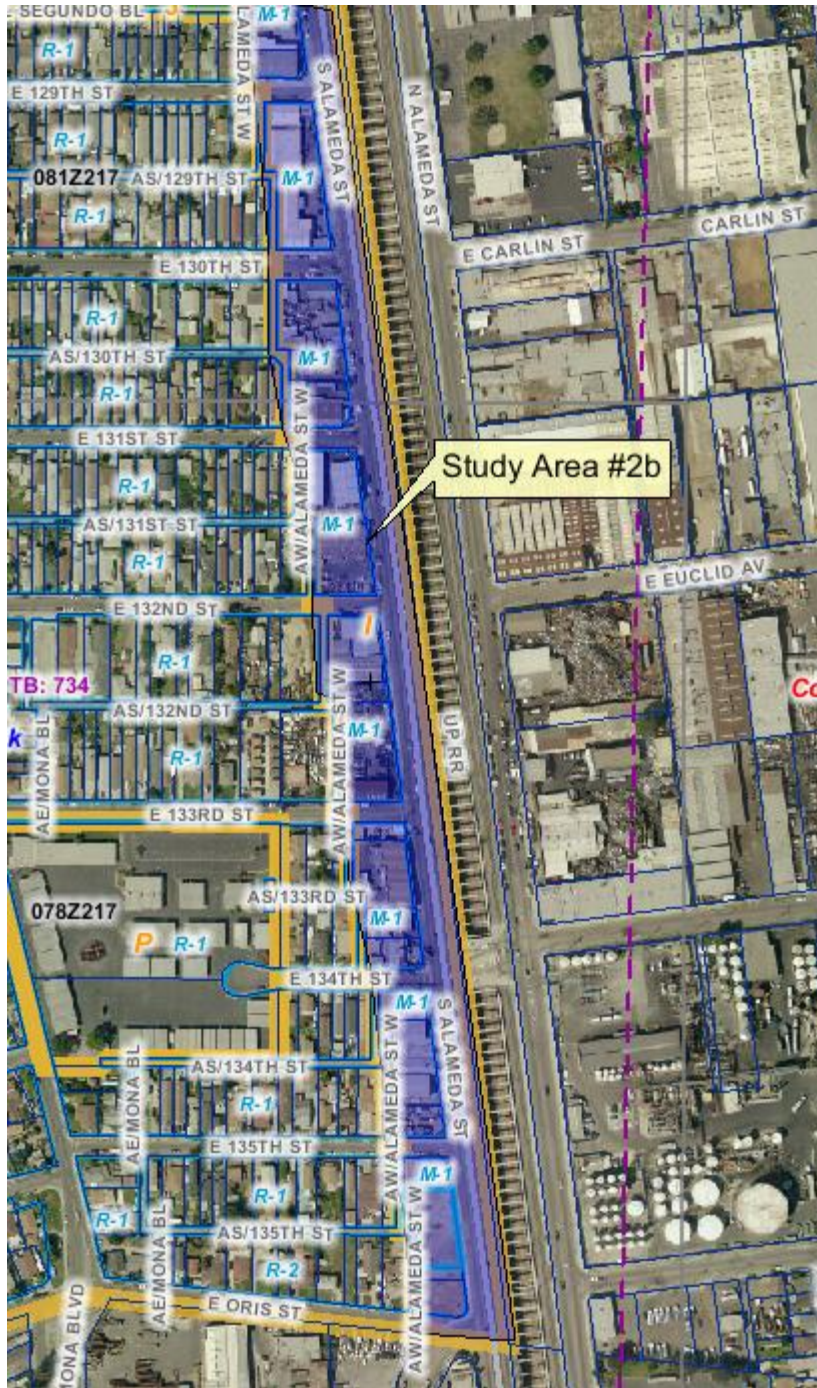 E SEGUNDO BL
M-1
R-1
ALAMEDA ST W
S ALAMEDA ST
N ALAMEDA ST
E 129TH ST
R-1
081Z217
AS/129TH ST
M-1
R-1
E CARLIN ST
CARLIN ST
E 130TH ST
R-1
AS/130TH ST
M-1
R-1
AW/ALAMEDA ST W
E 131ST ST
Study Area #2b
R-1
AS/131ST ST
M-1
R-1
E EUCLID AV
E 132ND ST
I
R-1
TB: 734
AS/132ND ST
AW/ALAMEDA ST W
M-1
UP RR
k
AE/MONA BL
R-1
E 133RD ST
AS/133RD ST
078Z217
P
R-1
M-1
E 134TH ST
M-1
AW/ALAMEDA ST W
S ALAMEDA ST
AE/MONA BL
AS/134TH ST
R-1
E 135TH ST
M-1
R-1
R-1
AE/MONA BL
AS/135TH ST
AW/ALAMEDA ST W
R-2
E ORIS ST